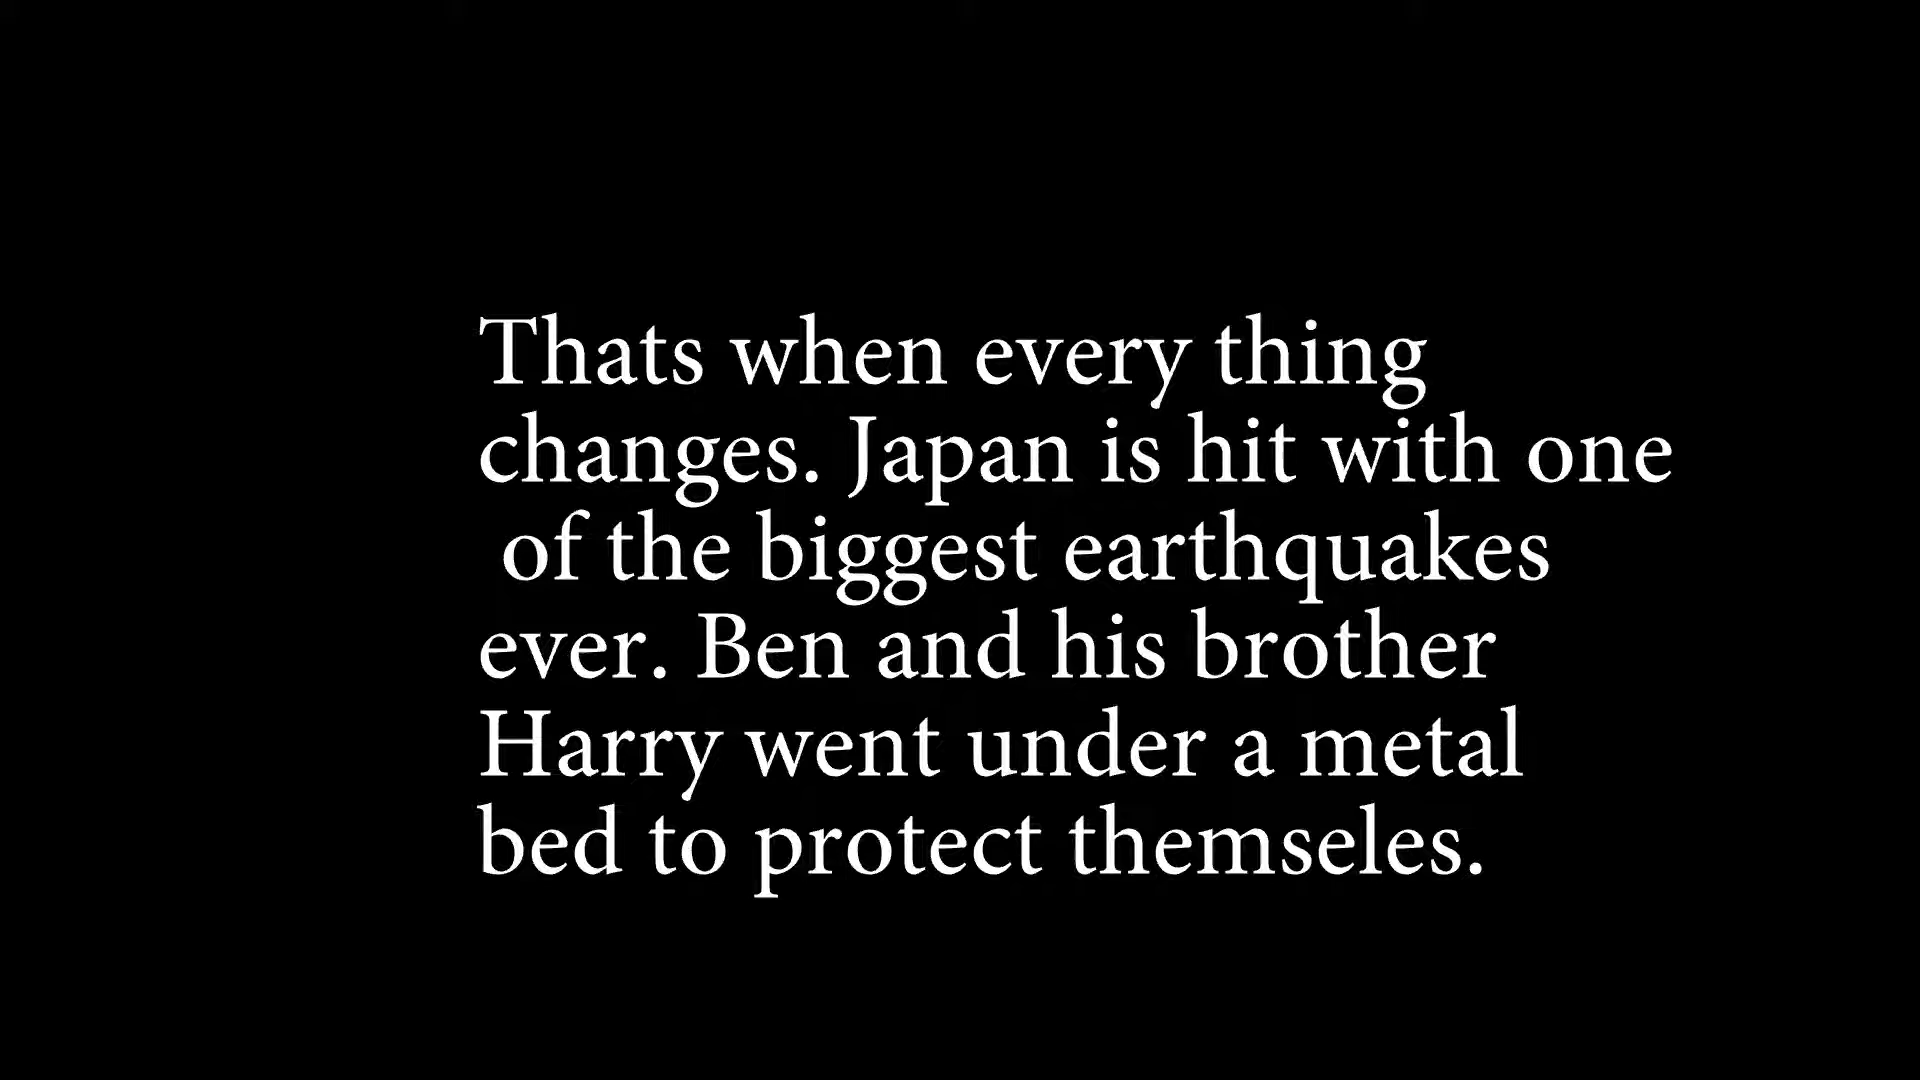 Thats when every thing
changes. Japan is hit with one
of the biggest earthquakes
ever. Ben and his brother
Harry went under a metal
bed to protect themseles.